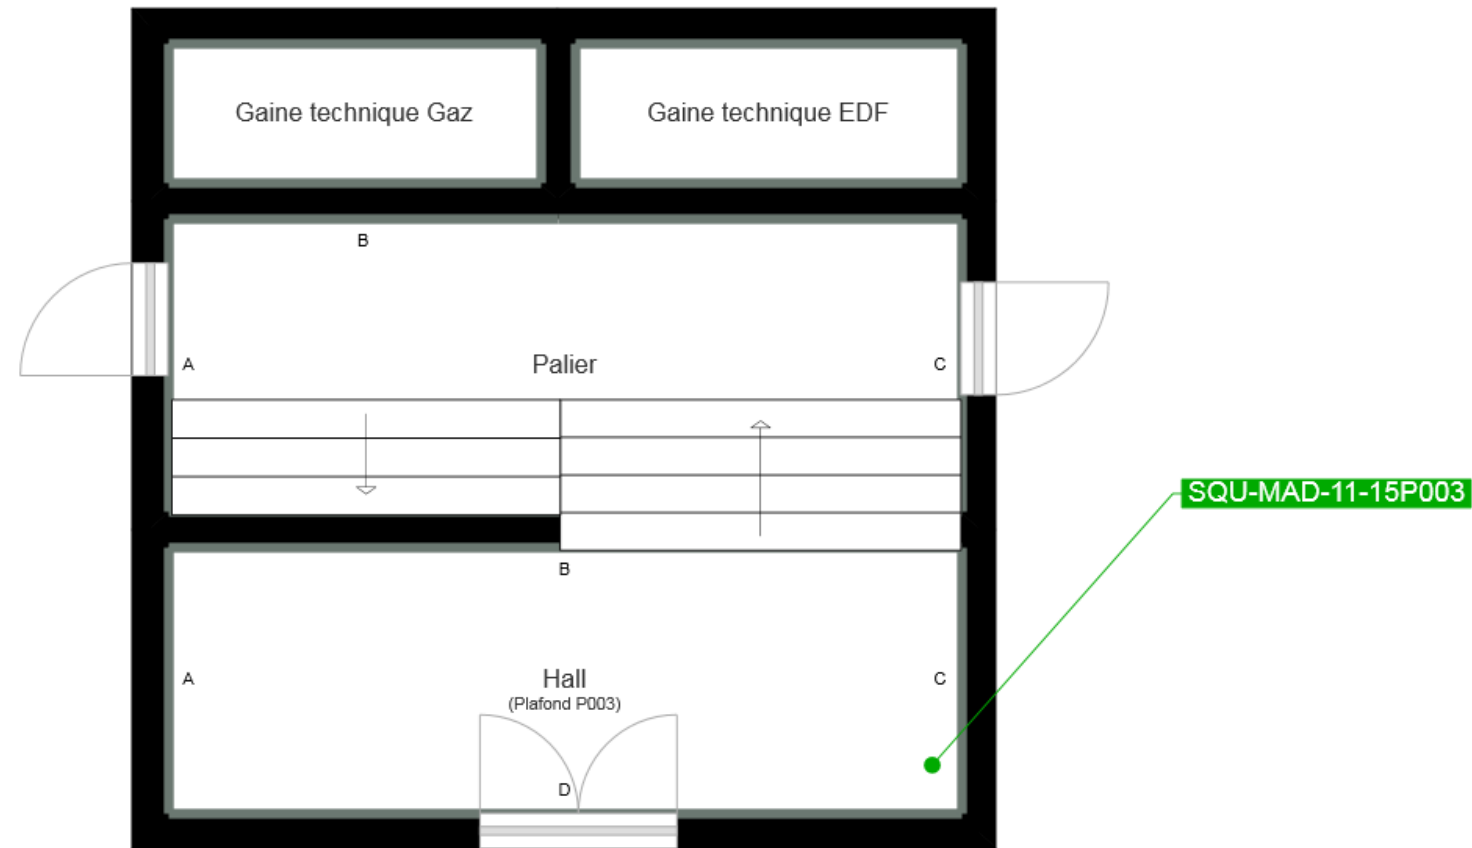 Gaine technique Gaz
Gaine technique EDF
B
A
Palier
C
SQU-MAD-11-15P003
B
A
Hall
C
(Plafond P003)
D